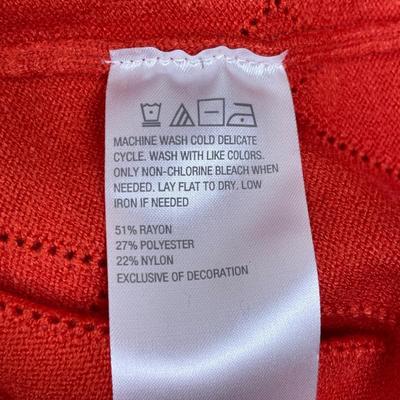 MACHINE WASH COLD DELICATE
CYCLE. WASH WITH LIKE COLORS.
ONLY NON-CHLORINE BLEACH WHEN
NEEDED. LAY FLAT TO DRY. LOW
IRON IF NEEDED
51% RAYON
27% POLYESTER
22% NYLON
EXCLUSIVE OF DECORATION